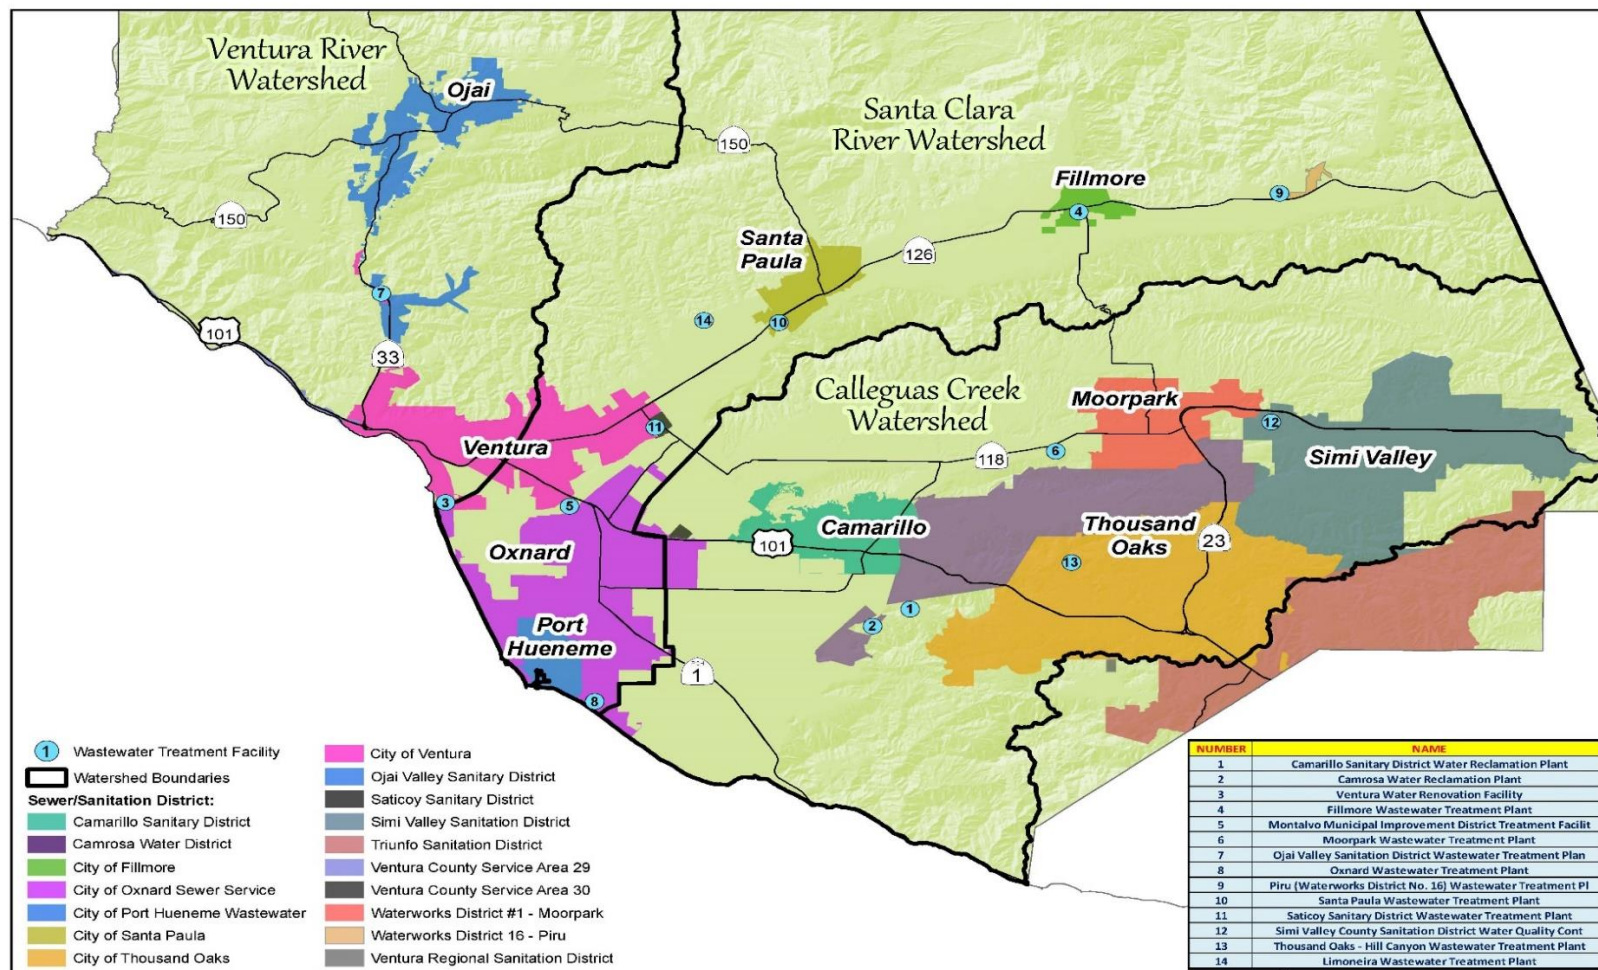 Ventura River
Watershed
Ojai
Santa Clara
River Watershed
150
150
Fillmore
9
4
Santa
Paula
126
7
14
10
101
33
Calleguas Creek
Watershed
Moorpark
11
12
Ventura
6
118
Simi Valley
3
5
Camarillo
Thousand
Oaks
Oxnard
101
23
13
1
Port
Hueneme
2
1
8
1 Wastewater Treatment Facility
Watershed Boundaries
Sewer/Sanitation District:
Camarillo Sanitary District
Camrosa Water District
City of Fillmore
City of Oxnard Sewer Service
City of Port Hueneme Wastewater
City of Santa Paula
City of Thousand Oaks
City of Ventura
Ojai Valley Sanitary District
Saticoy Sanitary District
Simi Valley Sanitation District
Triunfo Sanitation District
Ventura County Service Area 29
Ventura County Service Area 30
Waterworks District #1 - Moorpark
Waterworks District 16 - Piru
Ventura Regional Sanitation District
NUMBER NAME
1 Camarillo Sanitary District Water Reclamation Plant
2 Camrosa Water Reclamation Plant
3 Ventura Water Renovation Facility
4 Fillmore Wastewater Treatment Plant
5 Montalvo Municipal Improvement District Treatment Facilit
6 Moorpark Wastewater Treatment Plant
7 Ojai Valley Sanitation District Wastewater Treatment Plan
8 Oxnard Wastewater Treatment Plant
9 Piru (Waterworks District No. 16) Wastewater Treatment Pl
10 Santa Paula Wastewater Treatment Plant
11 Saticoy Sanitary District Wastewater Treatment Plant
12 Simi Valley County Sanitation District Water Quality Cont
13 Thousand Oaks - Hill Canyon Wastewater Treatment Plant
14 Limoneira Wastewater Treatment Plant